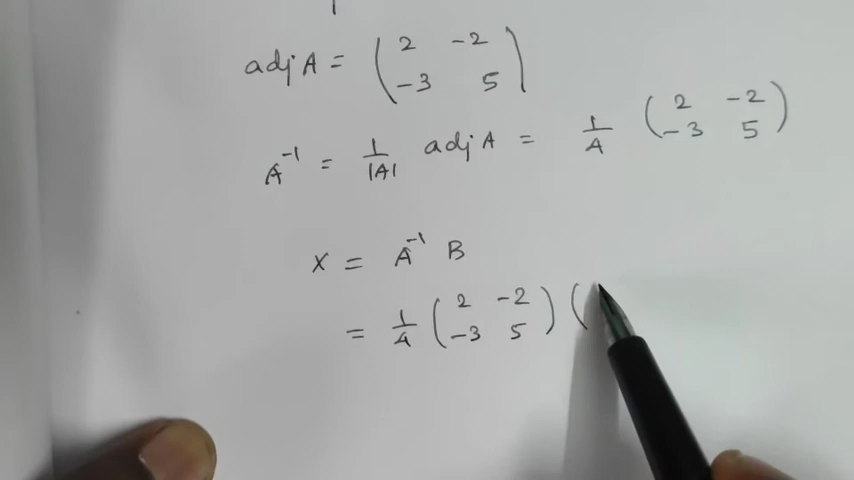 adj A = ( 2 -2
-3 5 )
A⁻¹ = 1/|A| adj A = 1/4 ( 2 -2
-3 5 )
X = A⁻¹ B
= 1/4 ( 2 -2
-3 5 ) (